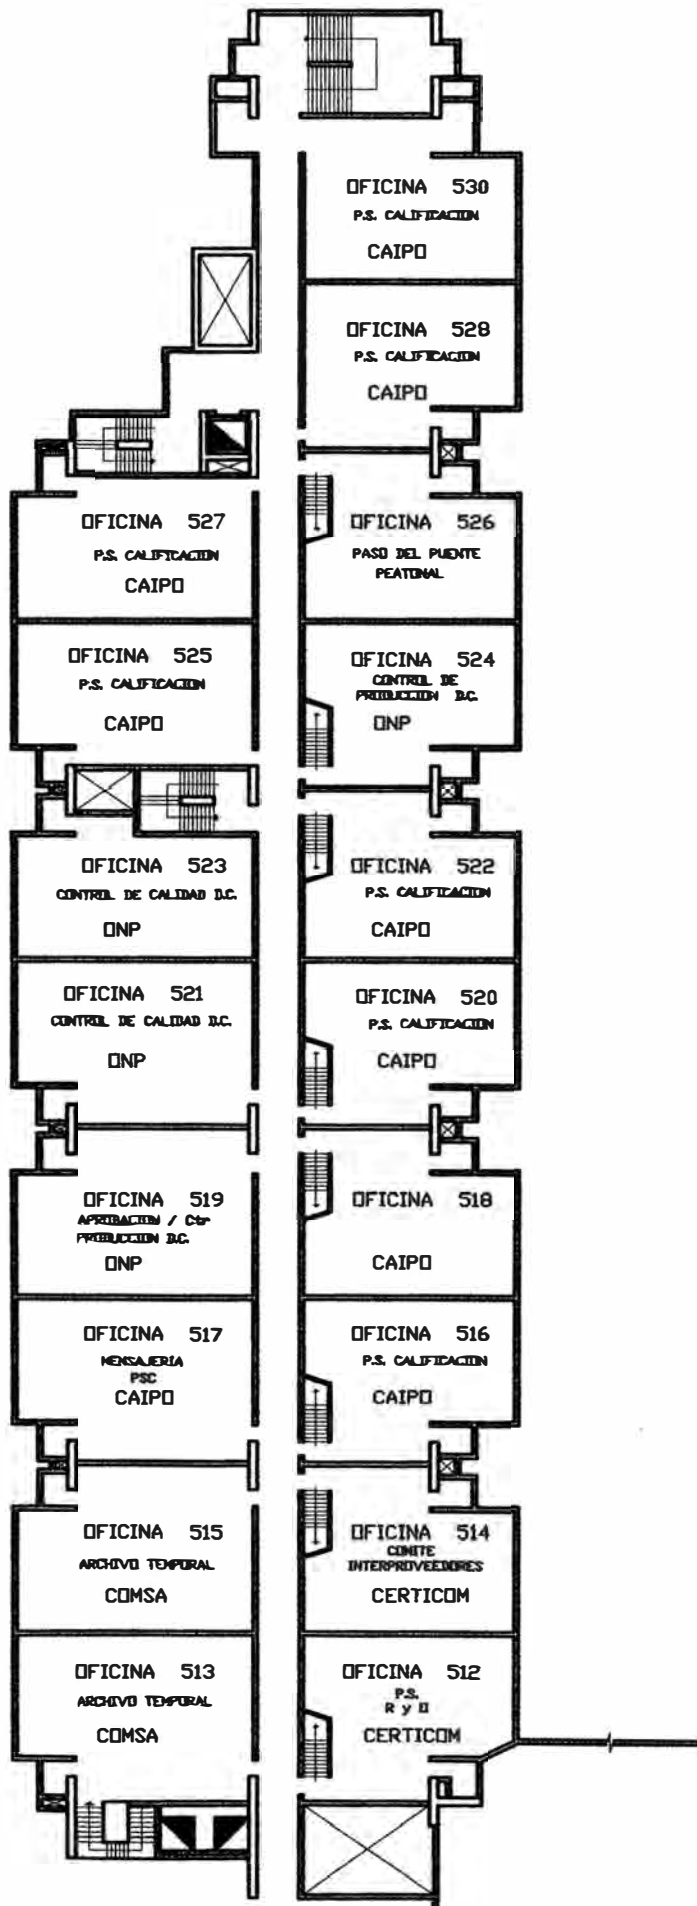 OFICINA 530
P.S. CALIFICACION
CAIPO
OFICINA 528
P.S. CALIFICACION
CAIPO
OFICINA 527
P.S. CALIFICACION
CAIPO
OFICINA 526
PASO DEL PUENTE
PEATONAL
OFICINA 525
P.S. CALIFICACION
CAIPO
OFICINA 524
CONTROL DE
PRODUCCION D.C.
ONP
OFICINA 523
CONTROL DE CALIDAD D.C.
ONP
OFICINA 522
P.S. CALIFICACION
CAIPO
OFICINA 521
CONTROL DE CALIDAD D.C.
ONP
OFICINA 520
P.S. CALIFICACION
CAIPO
OFICINA 519
APROBACION / Ctr
PRODUCCION D.C.
ONP
OFICINA 518
CAIPO
OFICINA 517
MENSAJERIA
PSC
CAIPO
OFICINA 516
P.S. CALIFICACION
CAIPO
OFICINA 515
ARCHIVO TEMPORAL
COMSA
OFICINA 514
COMITE
INTERPROVEEDORES
CERTICOM
OFICINA 513
ARCHIVO TEMPORAL
COMSA
OFICINA 512
P.S.
R y D
CERTICOM